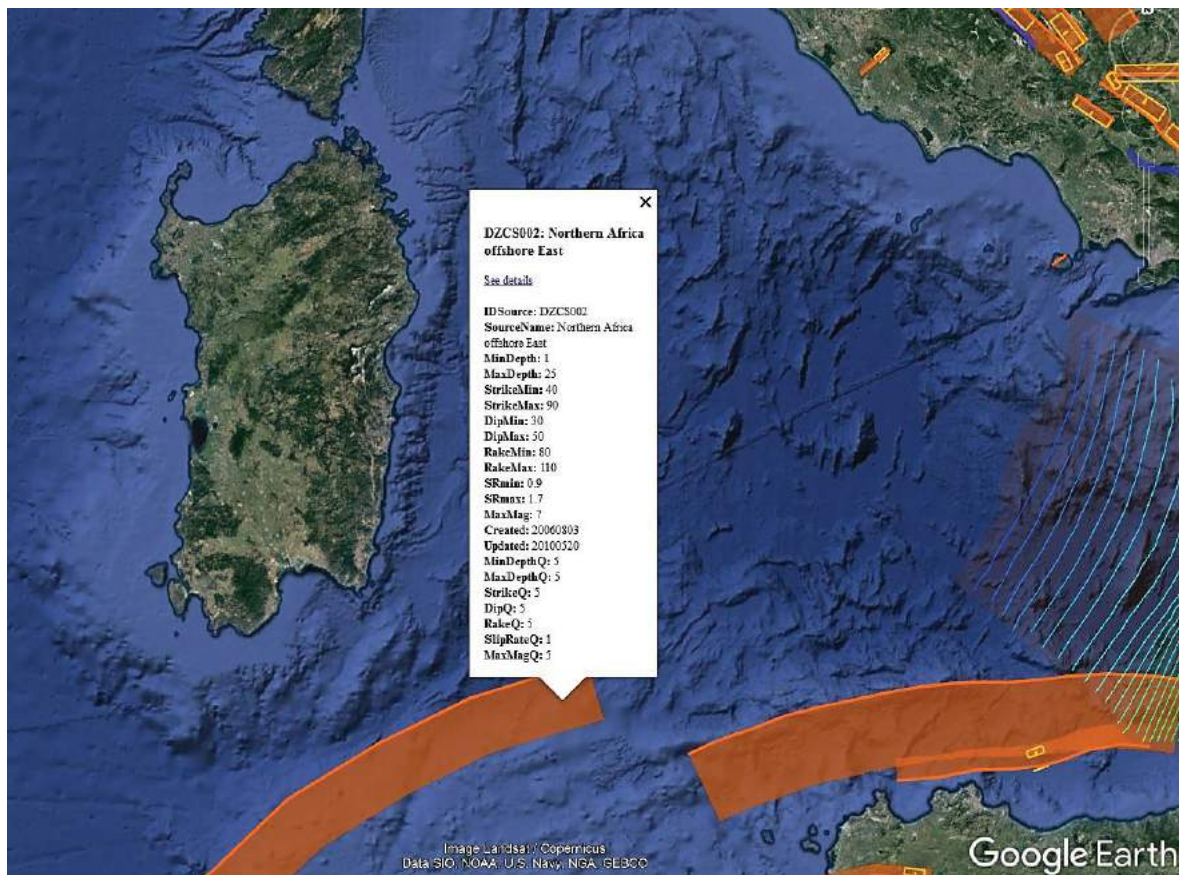 ×
DZCS002: Northern Africa
offshore East
See details
IDSource: DZCS002
SourceName: Northern Africa
offshore East
MinDepth: 1
MaxDepth: 25
StrikeMin: 40
StrikeMax: 90
DipMin: 30
DipMax: 50
RakeMin: 80
RakeMax: 110
SRmin: 0.9
SRmax: 1.7
MaxMag: 7
Created: 20060803
Updated: 20100520
MinDepthQ: 5
MaxDepthQ: 5
StrikeQ: 5
DipQ: 5
RakeQ: 5
SlipRateQ: 1
MaxMagQ: 5
Image Landsat / Copernicus
Data SIO, NOAA, U.S. Navy, NGA, GEBCO
Google Earth